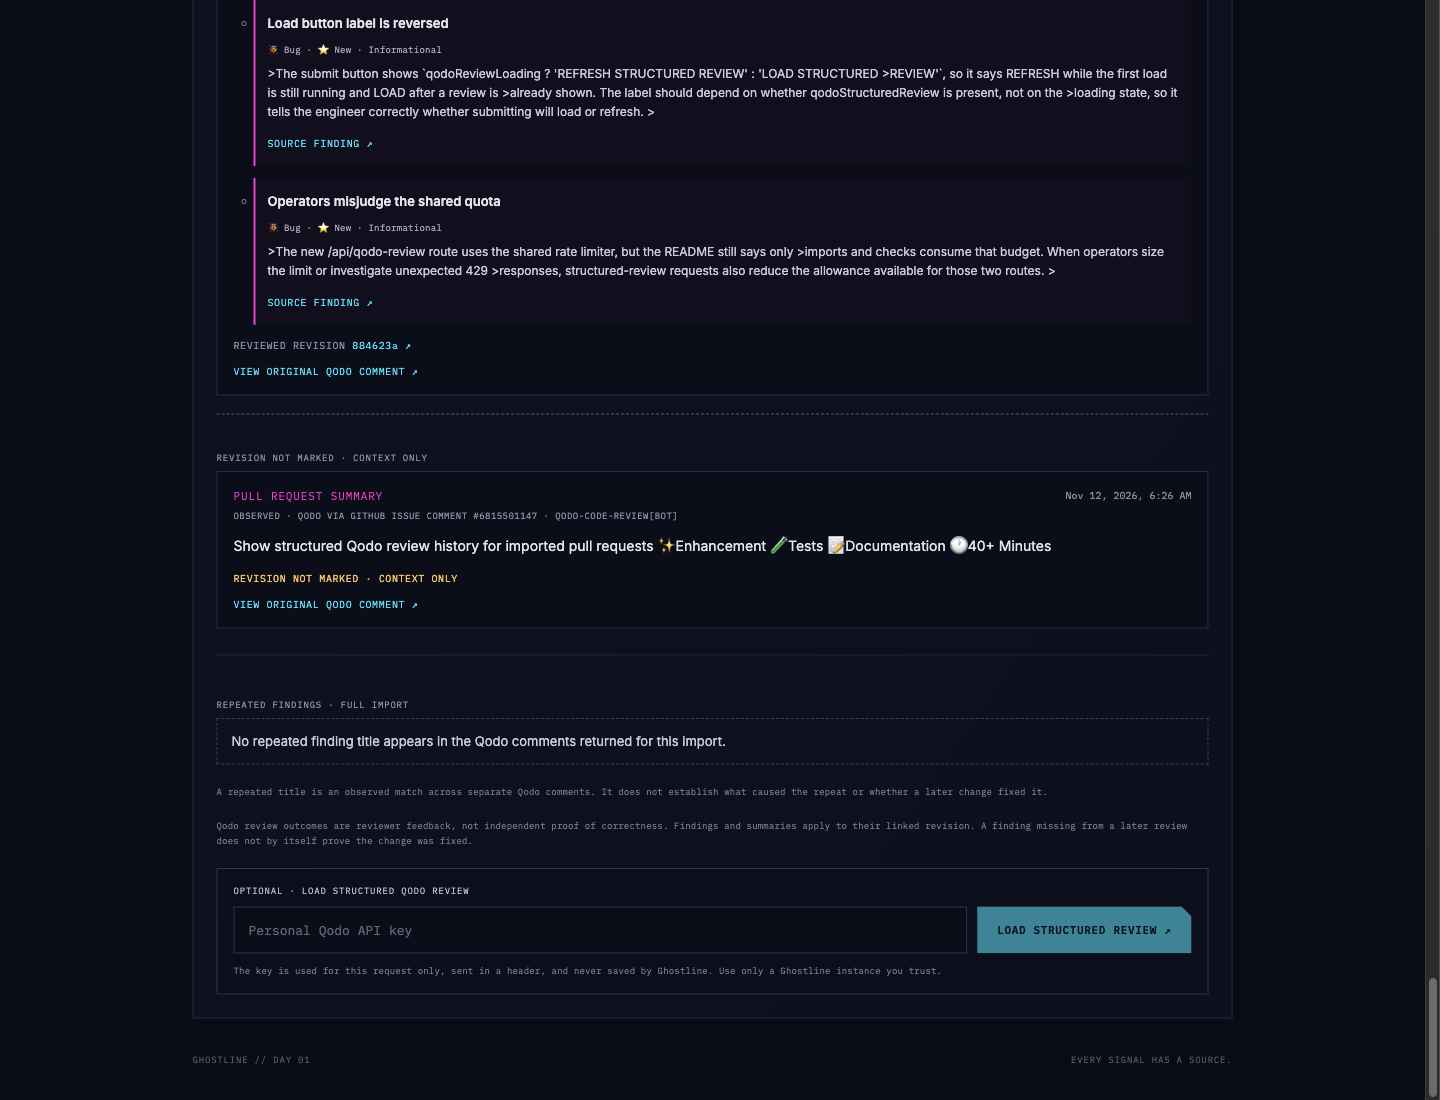 Load button label is reversed
🐞 Bug · ⭐ New · Informational
>The submit button shows `qodoReviewLoading ? 'REFRESH STRUCTURED REVIEW' : 'LOAD STRUCTURED >REVIEW'`, so it says REFRESH while the first load
is still running and LOAD after a review is >already shown. The label should depend on whether qodoStructuredReview is present, not on the >loading state, so it
tells the engineer correctly whether submitting will load or refresh. >
SOURCE FINDING ↗
Operators misjudge the shared quota
🐞 Bug · ⭐ New · Informational
>The new /api/qodo-review route uses the shared rate limiter, but the README still says only >imports and checks consume that budget. When operators size
the limit or investigate unexpected 429 >responses, structured-review requests also reduce the allowance available for those two routes. >
SOURCE FINDING ↗
REVIEWED REVISION 884623a ↗
VIEW ORIGINAL QODO COMMENT ↗
REVISION NOT MARKED · CONTEXT ONLY
PULL REQUEST SUMMARY
Nov 12, 2026, 6:26 AM
OBSERVED · QODO VIA GITHUB ISSUE COMMENT #6815501147 · QODO-CODE-REVIEW[BOT]
Show structured Qodo review history for imported pull requests ✨Enhancement 🧪Tests 📝Documentation 🕐40+ Minutes
REVISION NOT MARKED · CONTEXT ONLY
VIEW ORIGINAL QODO COMMENT ↗
REPEATED FINDINGS · FULL IMPORT
No repeated finding title appears in the Qodo comments returned for this import.
A repeated title is an observed match across separate Qodo comments. It does not establish what caused the repeat or whether a later change fixed it.
Qodo review outcomes are reviewer feedback, not independent proof of correctness. Findings and summaries apply to their linked revision. A finding missing from a later review
does not by itself prove the change was fixed.
OPTIONAL · LOAD STRUCTURED QODO REVIEW
Personal Qodo API key
LOAD STRUCTURED REVIEW ↗
The key is used for this request only, sent in a header, and never saved by Ghostline. Use only a Ghostline instance you trust.
GHOSTLINE // DAY 01
EVERY SIGNAL HAS A SOURCE.